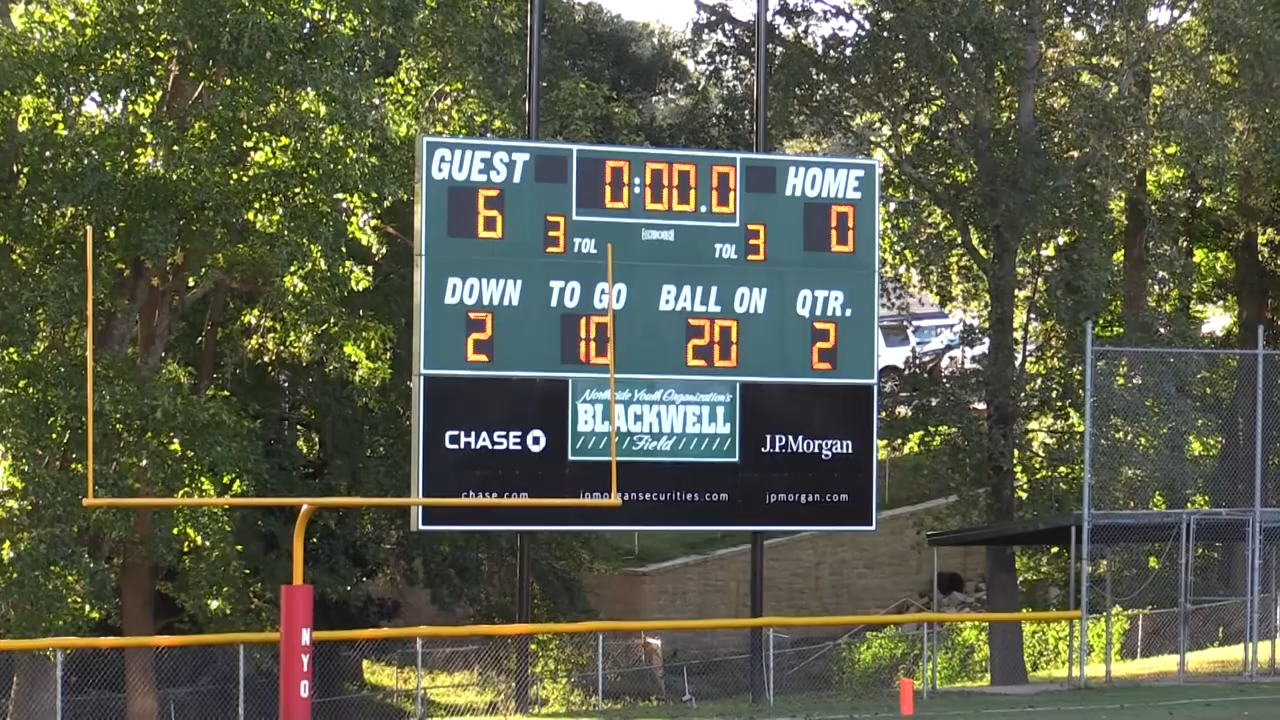 GUEST 0:00.0 HOME
6 3 TOL TOL 3 0
DOWN TO GO BALL ON QTR.
2 10 20 2
Northside Youth Organization's
BLACKWELL
Field
CHASE J.P.Morgan
chase.com jpmorgansecurities.com jpmorgan.com
NYO